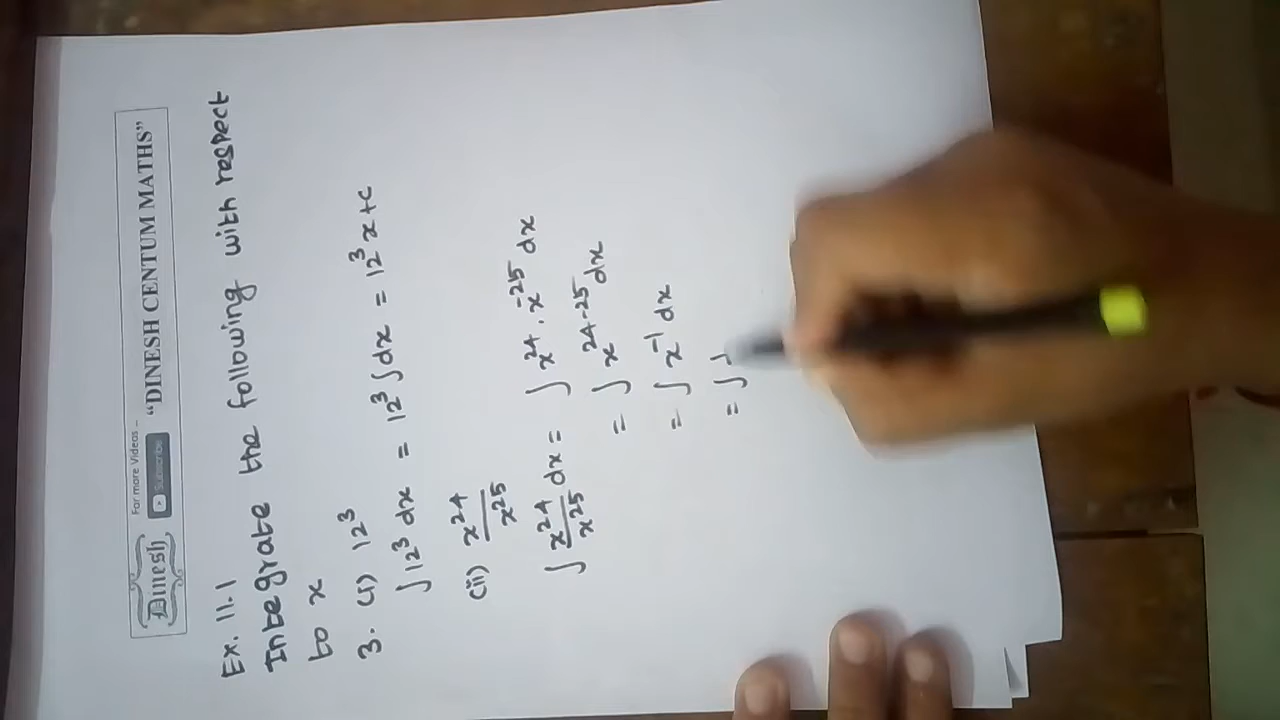 Dinesh
For more Videos ...
Subscribe
"DINESH CENTUM MATHS"
Ex. 11.1
Integrate the following with respect
to x
3. (i) 12³
∫12³ dx = 12³ ∫dx = 12³ x + c
(ii) x²⁴/x²⁵
∫ x²⁴/x²⁵ dx = ∫ x²⁴ . x⁻²⁵ dx
= ∫ x²⁴⁻²⁵ dx
= ∫ x⁻¹ dx
= ∫